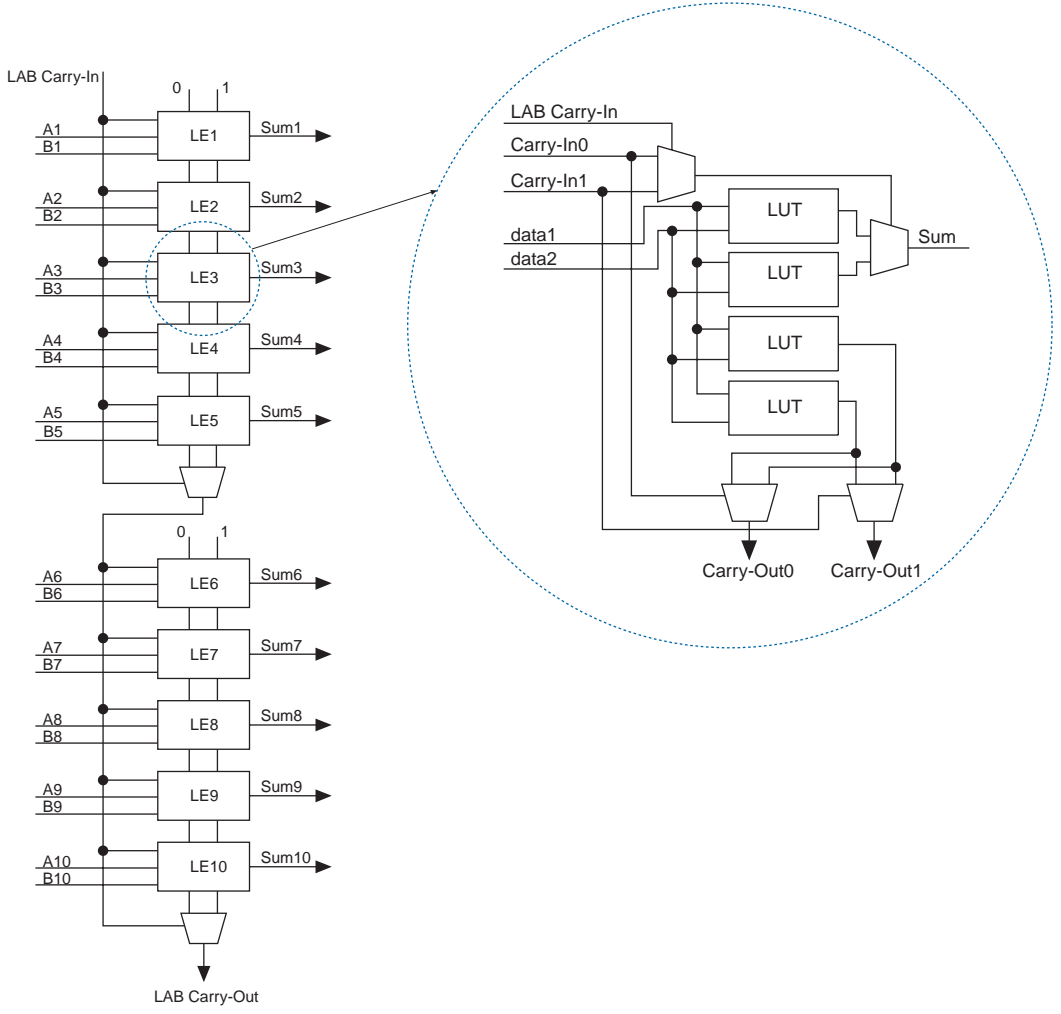 LAB Carry-In
0 1
A1
B1
LE1
Sum1
A2
B2
LE2
Sum2
A3
B3
LE3
Sum3
A4
B4
LE4
Sum4
A5
B5
LE5
Sum5
0 1
A6
B6
LE6
Sum6
A7
B7
LE7
Sum7
A8
B8
LE8
Sum8
A9
B9
LE9
Sum9
A10
B10
LE10
Sum10
LAB Carry-Out
LAB Carry-In
Carry-In0
Carry-In1
data1
data2
LUT
LUT
LUT
LUT
Sum
Carry-Out0
Carry-Out1